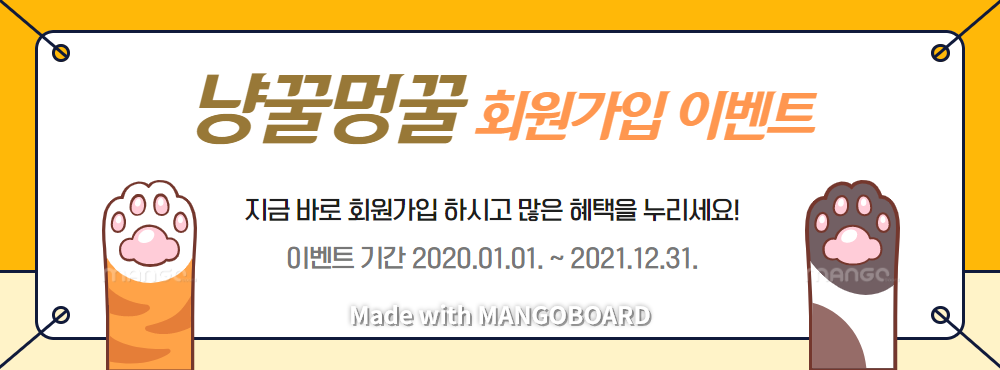 냥꿀멍꿀 회원가입 이벤트
지금 바로 회원가입 하시고 많은 혜택을 누리세요!
이벤트 기간 2020.01.01. ~ 2021.12.31.
MANGO
MANGO
Made with MANGOBOARD